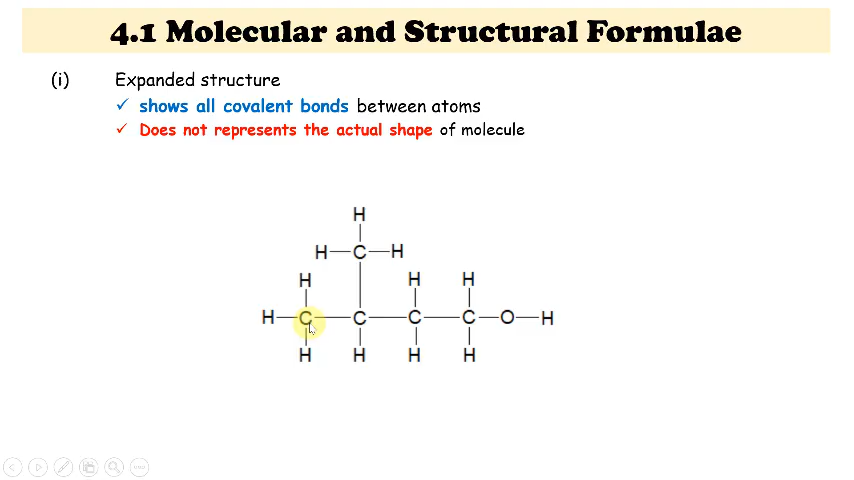 4.1 Molecular and Structural Formulae
(i) Expanded structure
✓ shows all covalent bonds between atoms
✓ Does not represents the actual shape of molecule
H
H—C—H
H H H
H—C—C—C—C—O—H
H H H H